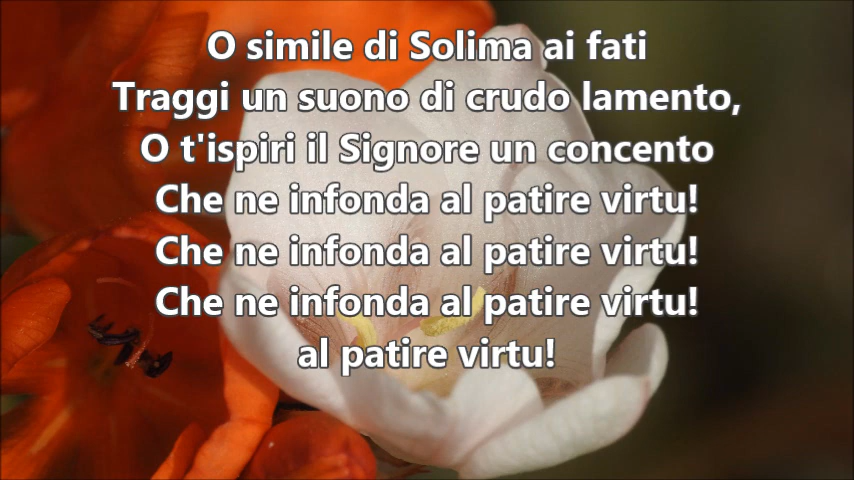 O simile di Solima ai fati
Traggi un suono di crudo lamento,
O t'ispiri il Signore un concento
Che ne infonda al patire virtu!
Che ne infonda al patire virtu!
Che ne infonda al patire virtu!
al patire virtu!